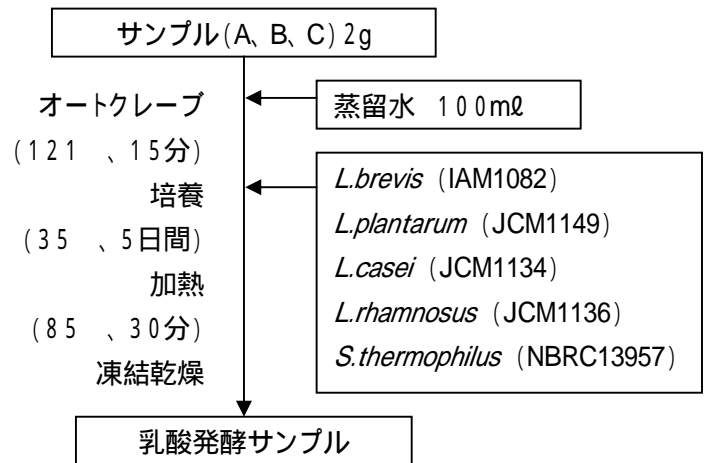 サンプル(A、B、C) 2g
オートクレーブ
(121 、15分)
培養
(35 、5日間)
加熱
(85 、30分)
凍結乾燥
蒸留水 100mℓ
L.brevis (IAM1082)
L.plantarum (JCM1149)
L.casei (JCM1134)
L.rhamnosus (JCM1136)
S.thermophilus (NBRC13957)
乳酸発酵サンプル